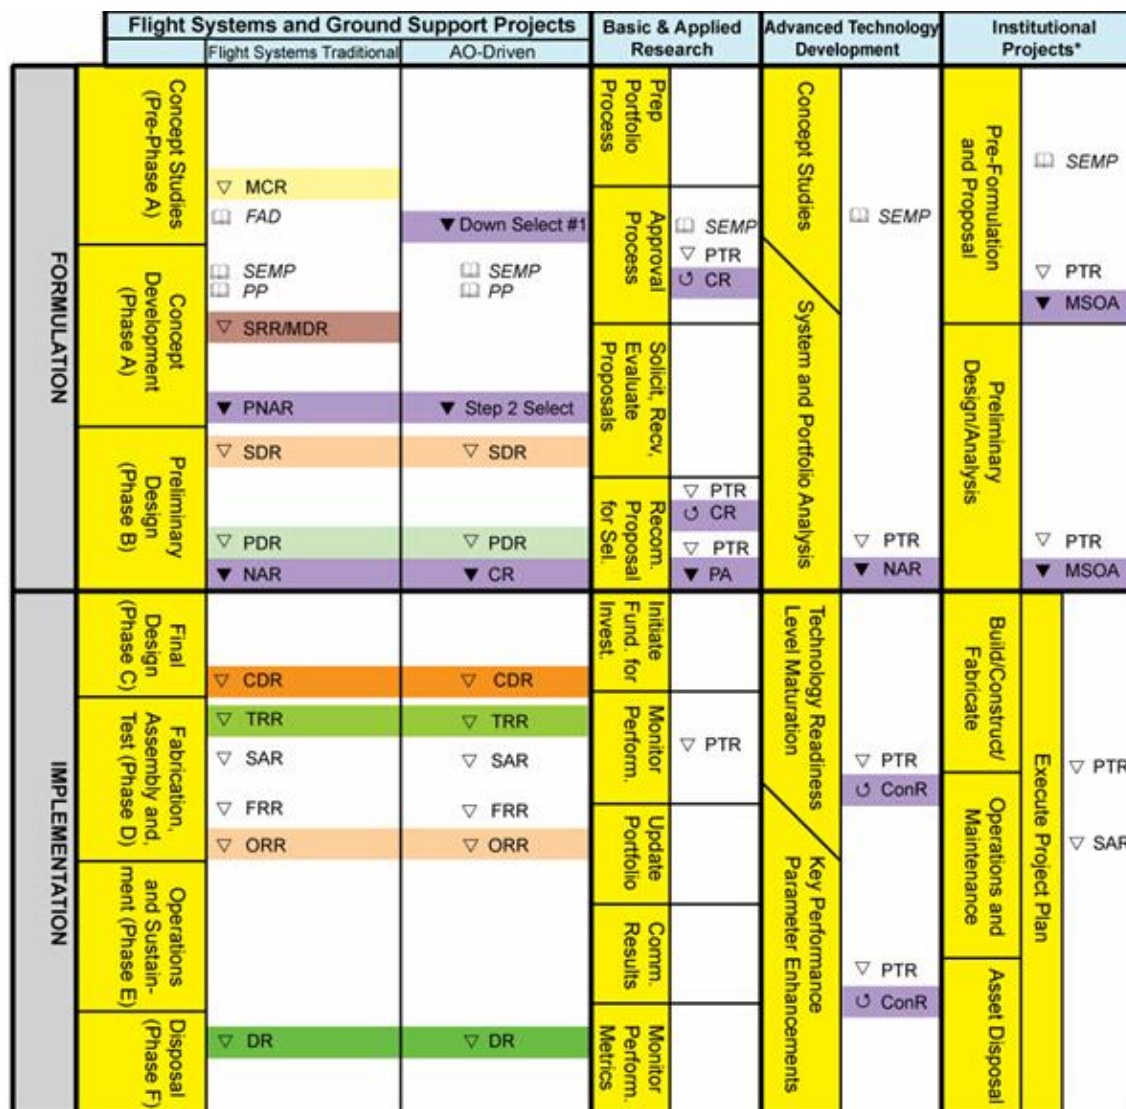 Flight Systems and Ground Support Projects
Flight Systems Traditional
AO-Driven
Basic & Applied
Research
Advanced Technology
Development
Institutional
Projects*
FORMULATION
IMPLEMENTATION
Concept Studies
(Pre-Phase A)
Concept
Development
(Phase A)
Preliminary
Design
(Phase B)
Final
Design
(Phase C)
Fabrication,
Assembly and,
Test (Phase D)
Operations
and Sustain-
ment (Phase E)
Disposal
(Phase F)
▽ MCR
FAD
SEMP
PP
▽ SRR/MDR
▼ PNAR
▽ SDR
▽ PDR
▼ NAR
▽ CDR
▽ TRR
▽ SAR
▽ FRR
▽ ORR
▽ DR
▼ Down Select #1
SEMP
PP
▼ Step 2 Select
▽ SDR
▽ PDR
▼ CR
▽ CDR
▽ TRR
▽ SAR
▽ FRR
▽ ORR
▽ DR
Prep
Portfolio
Process
Approval
Process
Solicit, Recv,
Evaluate
Proposals
Recom.
Proposal
for Sel.
Initiate
Fund. for
Invest.
Monitor
Perform.
Update
Portfolio
Comm.
Results
Monitor
Perform.
Metrics
SEMP
▽ PTR
↺ CR
▽ PTR
↺ CR
▽ PTR
▼ PA
▽ PTR
Concept Studies
System and Portfolio Analysis
Technology Readiness
Level Maturation
Key Performance
Parameter Enhancements
SEMP
▽ PTR
▼ NAR
▽ PTR
↺ ConR
▽ PTR
↺ ConR
Pre-Formulation
and Proposal
Preliminary
Design/Analysis
Build/Construct/
Fabricate
Operations and
Maintenance
Asset Disposal
Execute Project Plan
SEMP
▽ PTR
▼ MSOA
▽ PTR
▼ MSOA
▽ PTR
▽ SAR